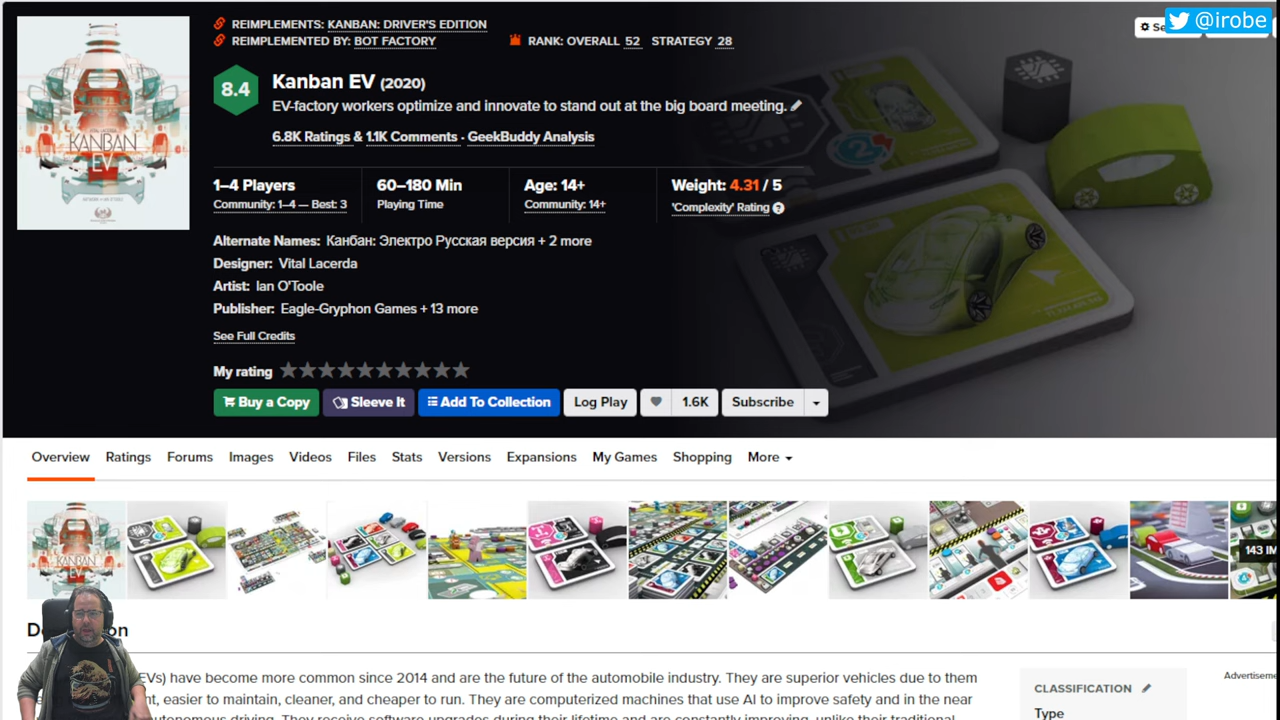 REIMPLEMENTS: KANBAN: DRIVER'S EDITION
REIMPLEMENTED BY: BOT FACTORY
RANK: OVERALL 52 STRATEGY 28
@irobe
8.4
Kanban EV (2020)
EV-factory workers optimize and innovate to stand out at the big board meeting.
6.8K Ratings & 1.1K Comments · GeekBuddy Analysis
KANBAN
EV
1–4 Players
Community: 1–4 — Best: 3
60–180 Min
Playing Time
Age: 14+
Community: 14+
Weight: 4.31 / 5
'Complexity' Rating ?
Alternate Names: Канбан: Электро Русская версия + 2 more
Designer: Vital Lacerda
Artist: Ian O'Toole
Publisher: Eagle-Gryphon Games + 13 more
See Full Credits
My rating
Buy a Copy
Sleeve It
Add To Collection
Log Play
1.6K
Subscribe
Overview Ratings Forums Images Videos Files Stats Versions Expansions My Games Shopping More
143 IM
EVs) have become more common since 2014 and are the future of the automobile industry. They are superior vehicles due to them
nt, easier to maintain, cleaner, and cheaper to run. They are computerized machines that use AI to improve safety and in the near
autonomous driving. They receive software upgrades during their lifetime and are constantly improving, unlike their traditional
CLASSIFICATION
Type
Advertiseme